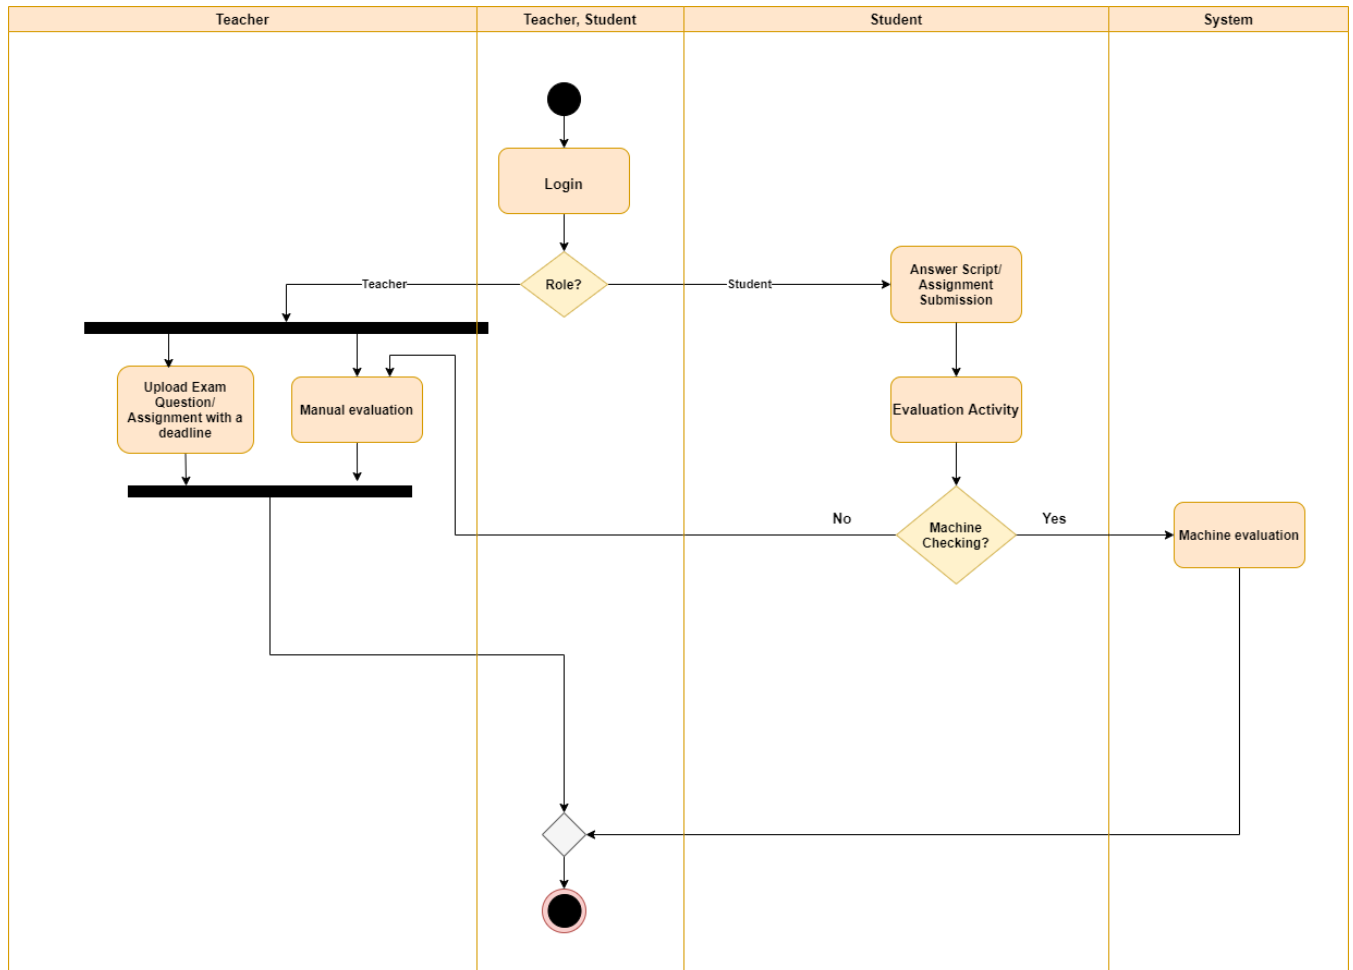 Teacher
Teacher, Student
Student
System
Login
Role?
Teacher
Student
Answer Script/
Assignment
Submission
Upload Exam
Question/
Assignment with a
deadline
Manual evaluation
Evaluation Activity
No
Machine
Checking?
Yes
Machine evaluation